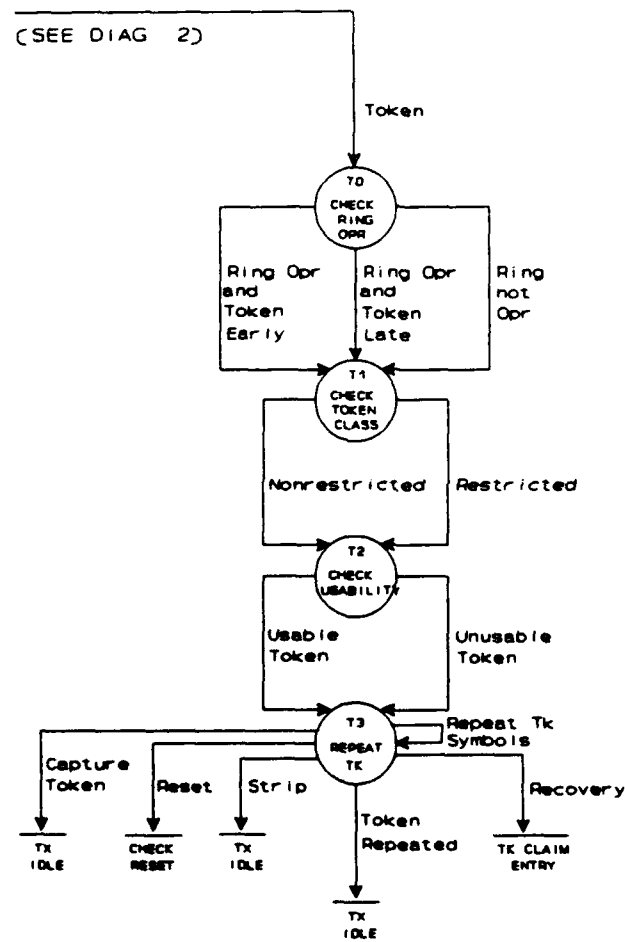 (SEE DIAG 2)
Token
T0
CHECK
RING
OPR
Ring Opr
and
Token
Early
Ring Opr
and
Token
Late
Ring
not
Opr
T1
CHECK
TOKEN
CLASS
Nonrestricted
Restricted
T2
CHECK
USABILITY
Usable
Token
Unusable
Token
T3
REPEAT
TK
Repeat Tk
Symbols
Capture
Token
Reset
Strip
Token
Repeated
Recovery
TX
IDLE
CHECK
RESET
TX
IDLE
TK CLAIM
ENTRY
TX
IDLE